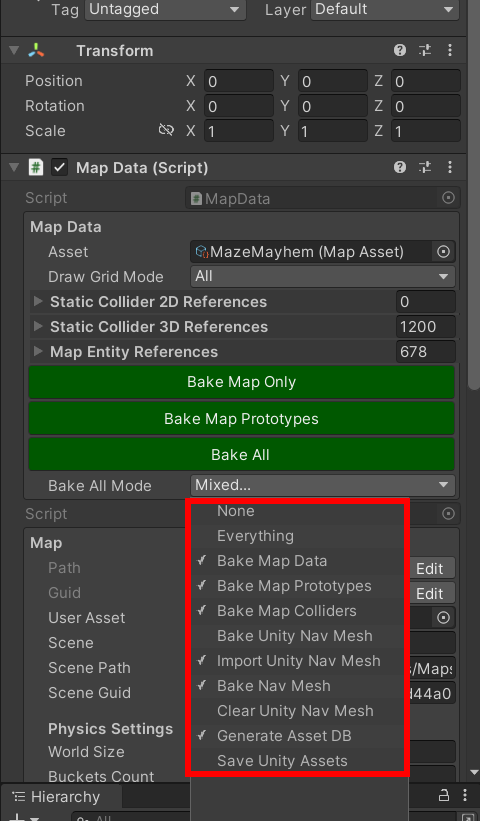 Tag Untagged Layer Default
Transform
Position X 0 Y 0 Z 0
Rotation X 0 Y 0 Z 0
Scale X 1 Y 1 Z 1
# Map Data (Script)
Script # MapData
Map Data
Asset MazeMayhem (Map Asset)
Draw Grid Mode All
Static Collider 2D References 0
Static Collider 3D References 1200
Map Entity References 678
Bake Map Only
Bake Map Prototypes
Bake All
Bake All Mode Mixed...
Script
None
Everything
Bake Map Data
Bake Map Prototypes
Bake Map Colliders
Bake Unity Nav Mesh
Import Unity Nav Mesh
Bake Nav Mesh
Clear Unity Nav Mesh
Generate Asset DB
Save Unity Assets
Map
Path Edit
Guid Edit
User Asset
Scene
Scene Path s/Maps
Scene Guid d44a0
Physics Settings
World Size
Buckets Count
Hierarchy
All